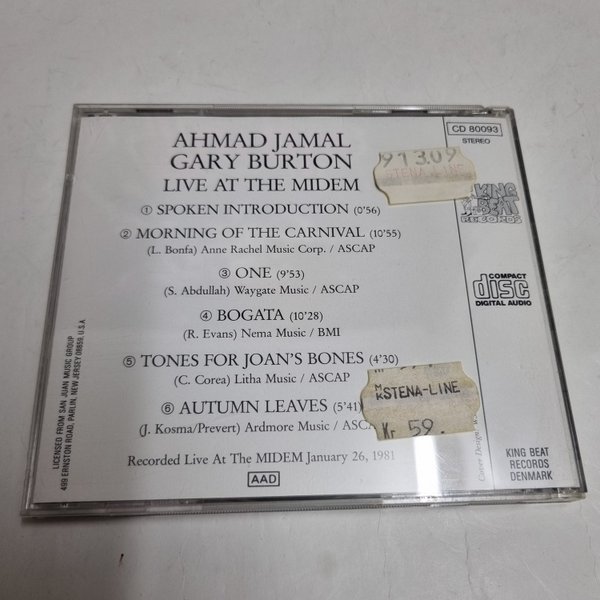 AHMAD JAMAL
GARY BURTON
LIVE AT THE MIDEM
① SPOKEN INTRODUCTION (0'56)
② MORNING OF THE CARNIVAL (10'55)
(L. Bonfa) Anne Rachel Music Corp. / ASCAP
③ ONE (9'53)
(S. Abdullah) Waygate Music / ASCAP
④ BOGATA (10'28)
(R. Evans) Nema Music / BMI
⑤ TONES FOR JOAN'S BONES (4'30)
(C. Corea) Litha Music / ASCAP
⑥ AUTUMN LEAVES (5'41)
(J. Kosma/Prevert) Ardmore Music /
Recorded Live At The MIDEM January 26, 1981
AAD
LICENSED FROM SAN JUAN MUSIC GROUP
499 ERNSTON ROAD, PARLIN, NEW JERSEY 08859, U.S.A
CD 80093
STEREO
91309
STENA-LINE
KING
BEAT
RECORDS
COMPACT
disc
DIGITAL AUDIO
STENA-LINE
Kr 59.
Cover Design:
KING BEAT
RECORDS
DENMARK